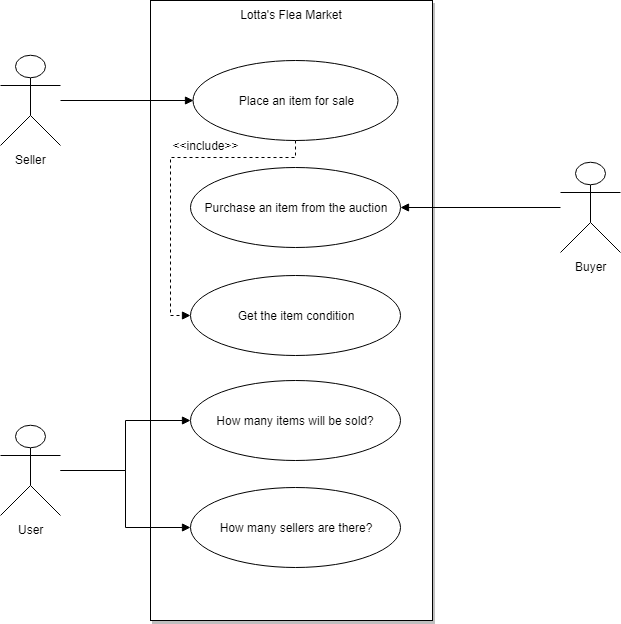 Lotta's Flea Market
Place an item for sale
<<include>>
Seller
Purchase an item from the auction
Buyer
Get the item condition
How many items will be sold?
User
How many sellers are there?